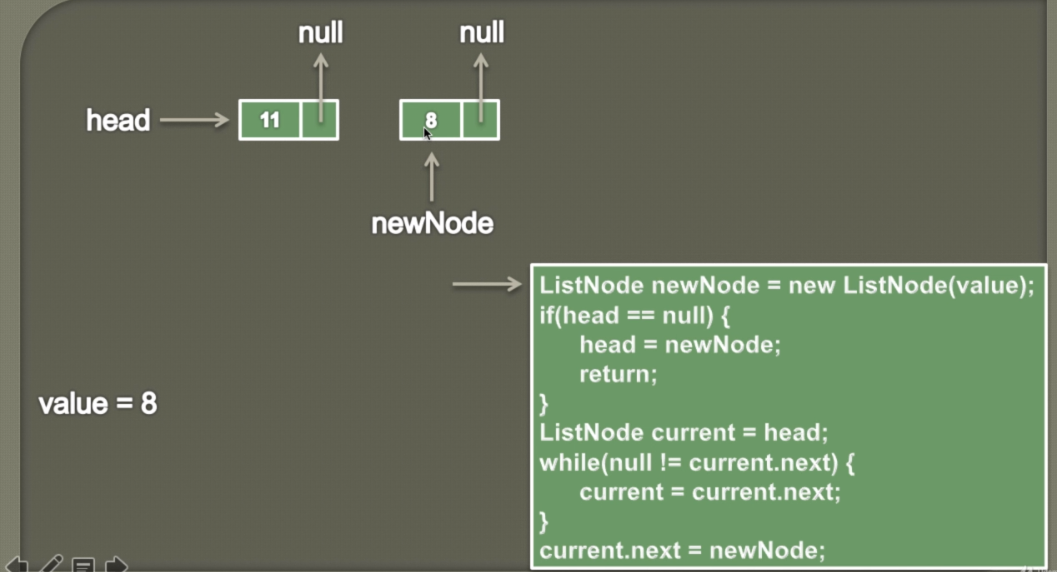 null null
head 11 8
newNode
ListNode newNode = new ListNode(value);
if(head == null) {
head = newNode;
return;
}
value = 8
ListNode current = head;
while(null != current.next) {
current = current.next;
}
current.next = newNode;